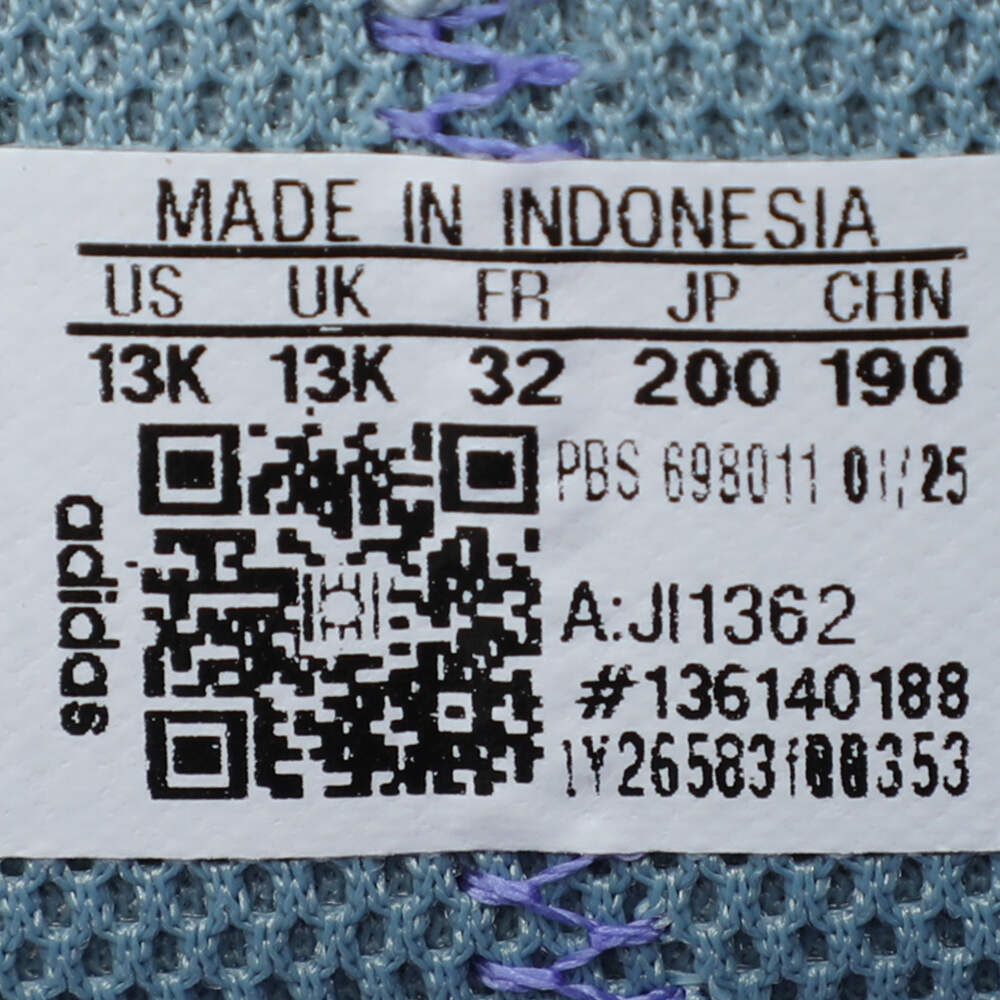 MADE IN INDONESIA
US UK FR JP CHN
13K 13K 32 200 190
PBS 698011 01/25
adidas
A:JI1362
#136140188